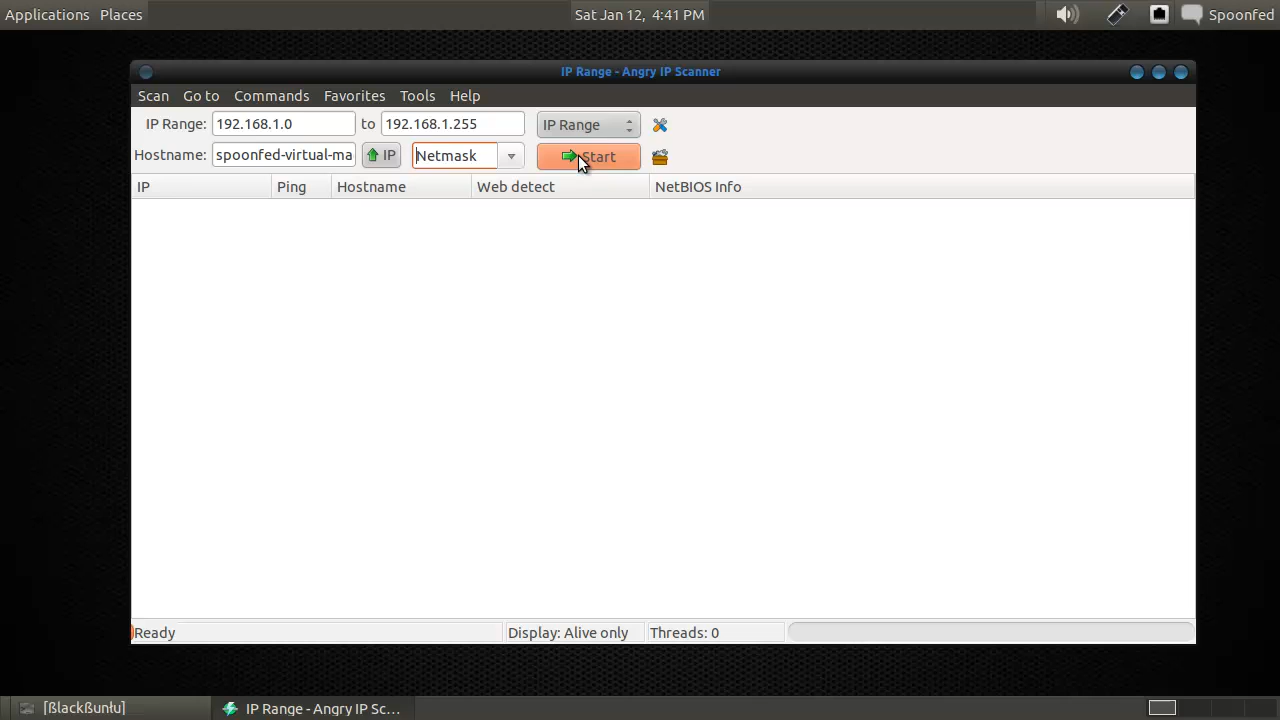 Applications Places Sat Jan 12, 4:41 PM Spoonfed
IP Range - Angry IP Scanner
Scan Go to Commands Favorites Tools Help
IP Range: 192.168.1.0 to 192.168.1.255 IP Range
Hostname: spoonfed-virtual-ma IP Netmask Start
IP Ping Hostname Web detect NetBIOS Info
Ready Display: Alive only Threads: 0
[ßlackßunłu] IP Range - Angry IP Sc...